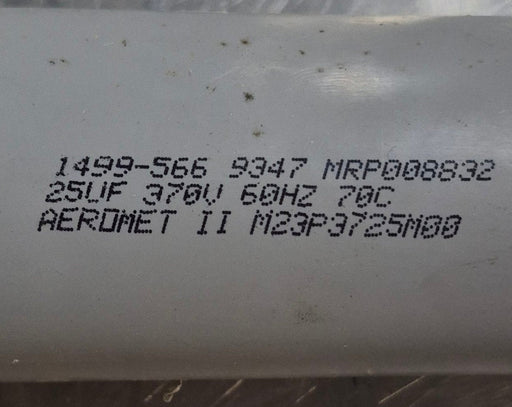 1499-566 9347 MRP008832
25UF 370V 60HZ 70C
AEROMET II M23P3725M00